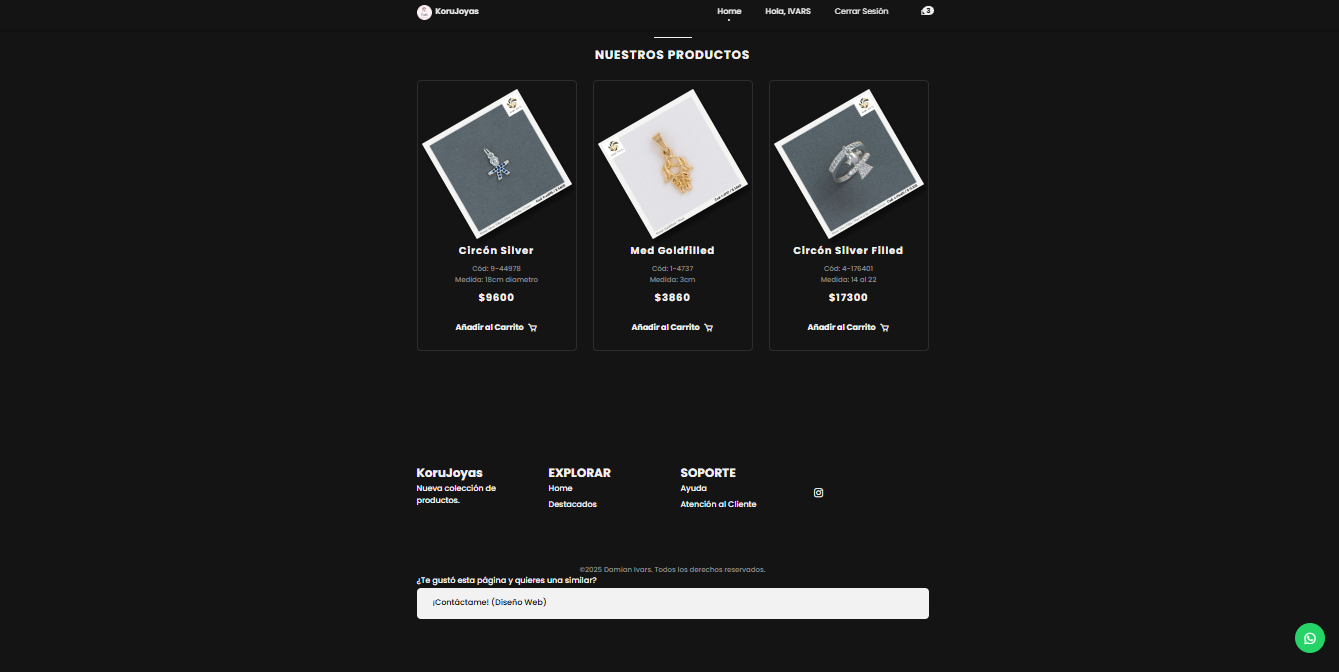 KoruJoyas
Home
Hola, IVARS
Cerrar Sesión
3
NUESTROS PRODUCTOS
Circón Silver
Cód: 9-44978
Medida: 18cm diametro
$9600
Añadir al Carrito
Med Goldfilled
Cód: 1-4737
Medida: 3cm
$3860
Añadir al Carrito
Circón Silver Filled
Cód: 4-176401
Medida: 14 al 22
$17300
Añadir al Carrito
KoruJoyas
Nueva colección de
productos.
EXPLORAR
Home
Destacados
SOPORTE
Ayuda
Atención al Cliente
©2025 Damian Ivars. Todos los derechos reservados.
¿Te gustó esta página y quieres una similar?
¡Contáctame! (Diseño Web)